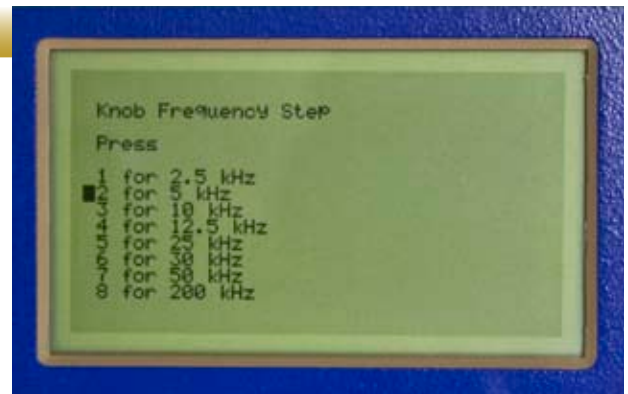 Knob Frequency Step
Press
1 for 2.5 kHz
2 for 5 kHz
3 for 10 kHz
4 for 12.5 kHz
5 for 25 kHz
6 for 30 kHz
7 for 50 kHz
8 for 200 kHz